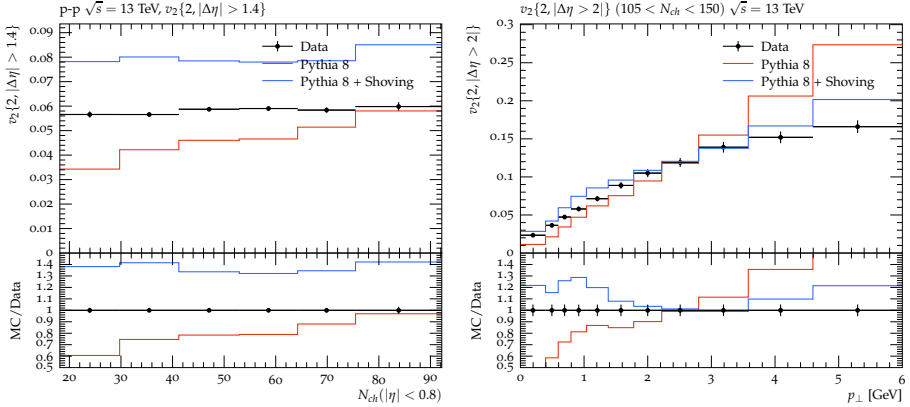 p-p √s = 13 TeV, v₂{2, |Δη| > 1.4}
v₂{2, |Δη| > 1.4}
0.09
0.08
0.07
0.06
0.05
0.04
0.03
0.02
0.01
0
Data
Pythia 8
Pythia 8 + Shoving
MC/Data
1.4
1.3
1.2
1.1
1
0.9
0.8
0.7
0.6
0.5
20 30 40 50 60 70 80 90
N_ch(|η| < 0.8)
v₂{2, |Δη > 2|} (105 < N_ch < 150) √s = 13 TeV
v₂{2, |Δη > 2|}
0.3
0.25
0.2
0.15
0.1
0.05
0
Data
Pythia 8
Pythia 8 + Shoving
MC/Data
1.4
1.3
1.2
1.1
1
0.9
0.8
0.7
0.6
0.5
0 1 2 3 4 5 6
p⊥ [GeV]